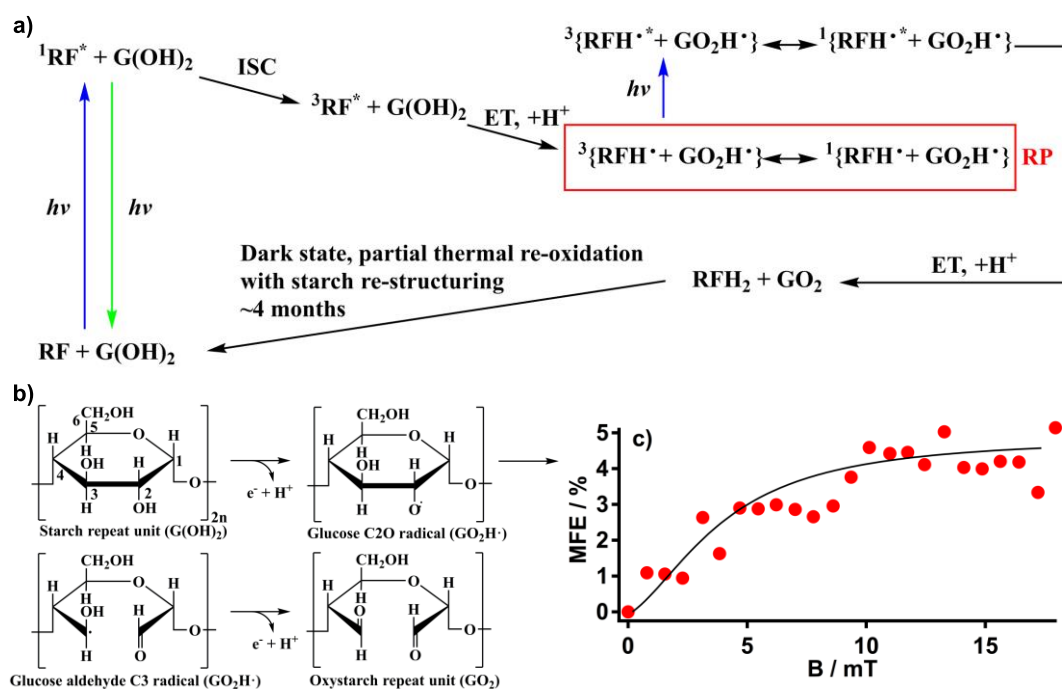 a)
¹RF* + G(OH)₂
ISC
³RF* + G(OH)₂
ET, +H⁺
³{RFH·*+ GO₂H·} ↔ ¹{RFH·*+ GO₂H·}
hν
³{RFH·+ GO₂H·} ↔ ¹{RFH·+ GO₂H·} RP
hν hν
Dark state, partial thermal re-oxidation
with starch re-structuring
~4 months
RFH₂ + GO₂
ET, +H⁺
RF + G(OH)₂
b)
CH₂OH
6
5
O
H
H
H
OH
H
1
4
3
2
H
OH
O
2n
Starch repeat unit (G(OH)₂)
e⁻ + H⁺
CH₂OH
O
H
H
H
OH
H
H
O·
O
Glucose C2O radical (GO₂H·)
CH₂OH
O
H
H
H
OH
H
H
O
O
Glucose aldehyde C3 radical (GO₂H·)
e⁻ + H⁺
CH₂OH
O
H
H
H
O
H
H
O
O
Oxystarch repeat unit (GO₂)
c)
MFE / %
5
4
3
2
1
0
0 5 10 15
B / mT